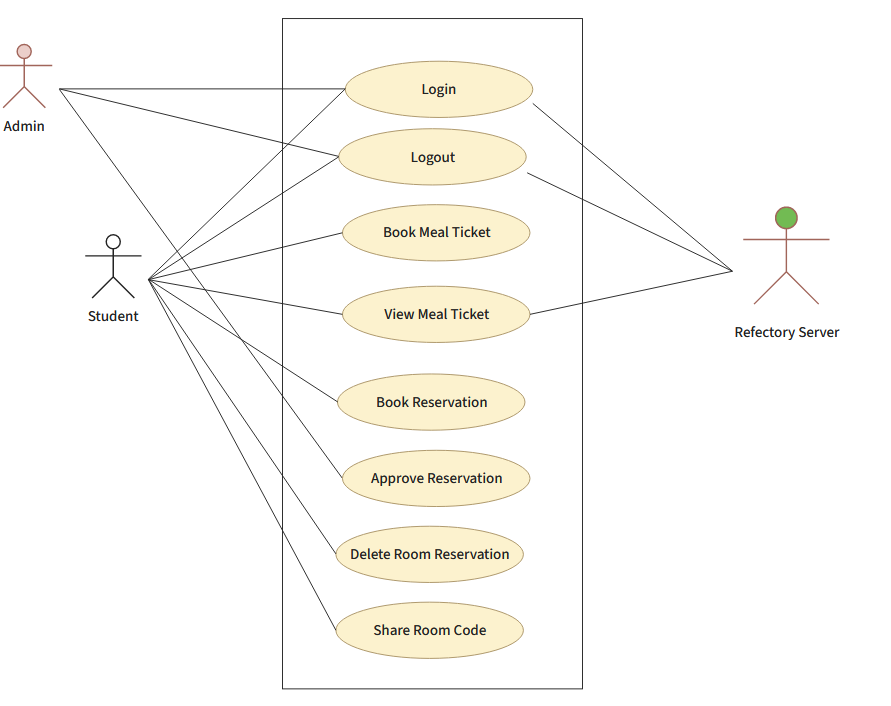 Login
Admin
Logout
Book Meal Ticket
Student
View Meal Ticket
Refectory Server
Book Reservation
Approve Reservation
Delete Room Reservation
Share Room Code